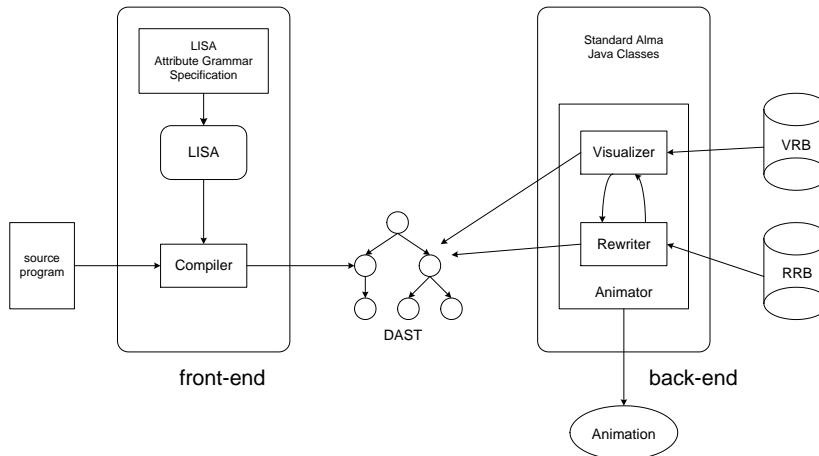 LISA
Attribute Grammar
Specification
LISA
source
program
Compiler
front-end
DAST
Standard Alma
Java Classes
Visualizer
Rewriter
Animator
back-end
VRB
RRB
Animation